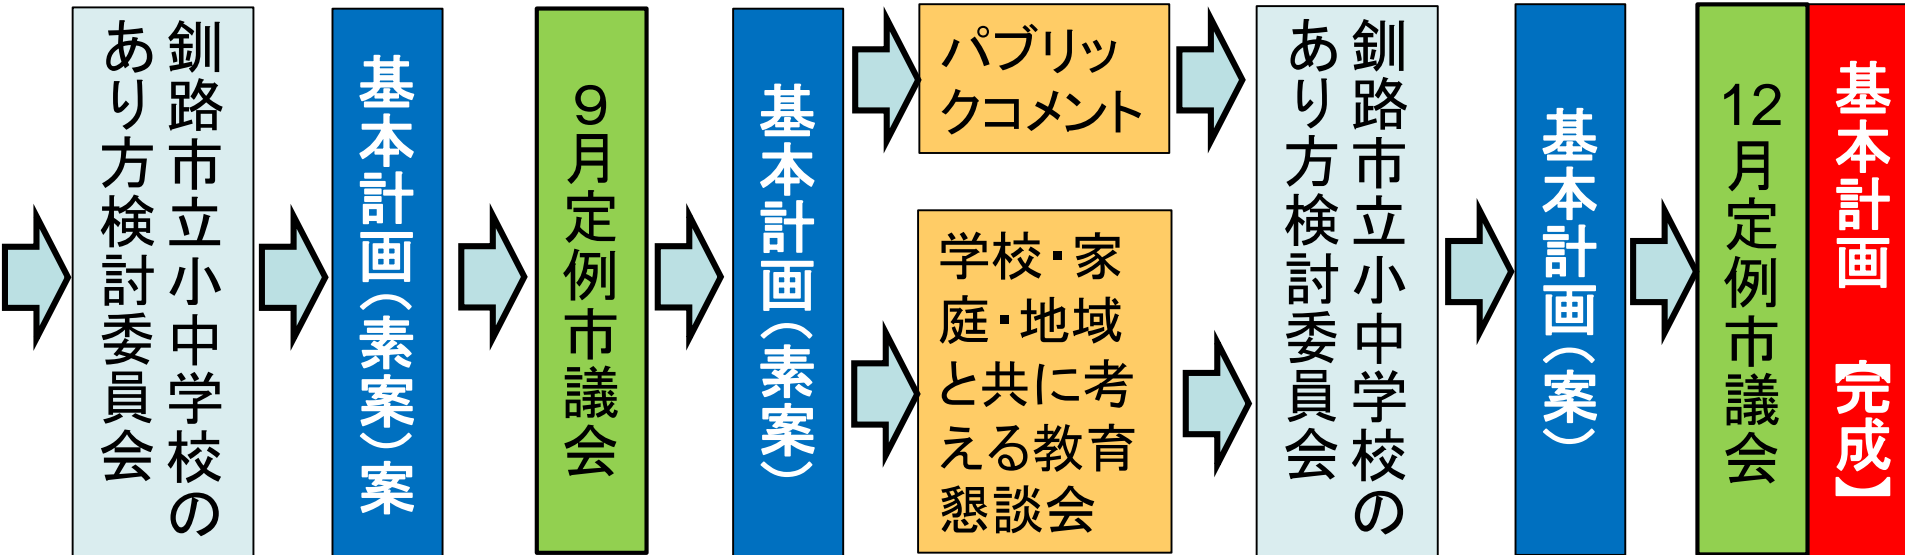 釧路市立小中学校の
あり方検討委員会
基本計画（素案）案
９月定例市議会
基本計画（素案）
パブリッ
クコメント
学校・家
庭・地域
と共に考
える教育
懇談会
釧路市立小中学校の
あり方検討委員会
基本計画（案）
12月定例市議会
基本計画　【完成】